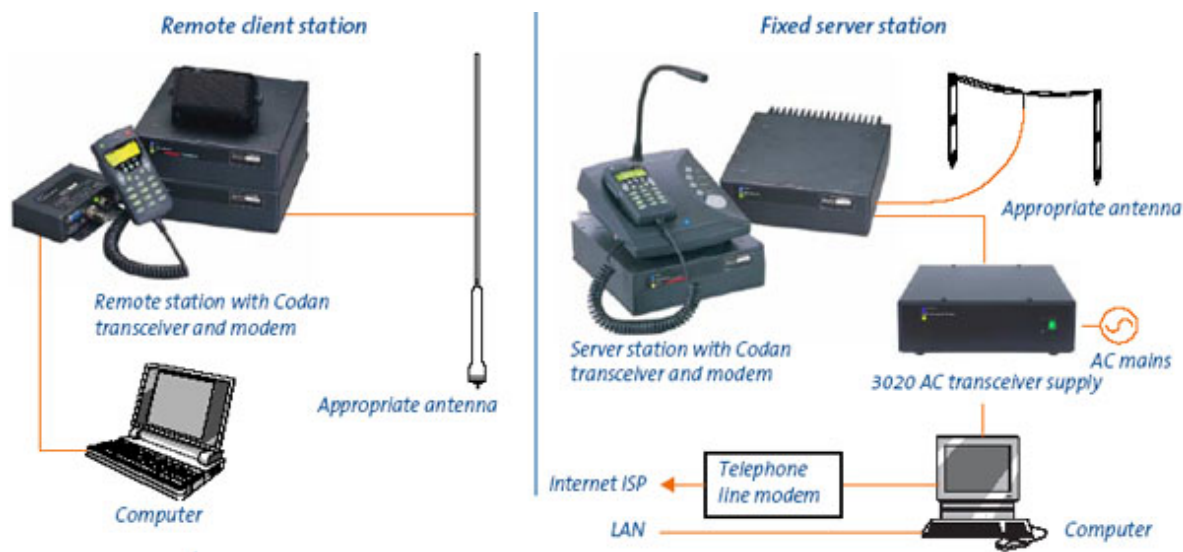 Remote client station
Remote station with Codan
transceiver and modem
Appropriate antenna
Computer
Fixed server station
Appropriate antenna
Server station with Codan
transceiver and modem
AC mains
3020 AC transceiver supply
Internet ISP
Telephone
line modem
LAN
Computer